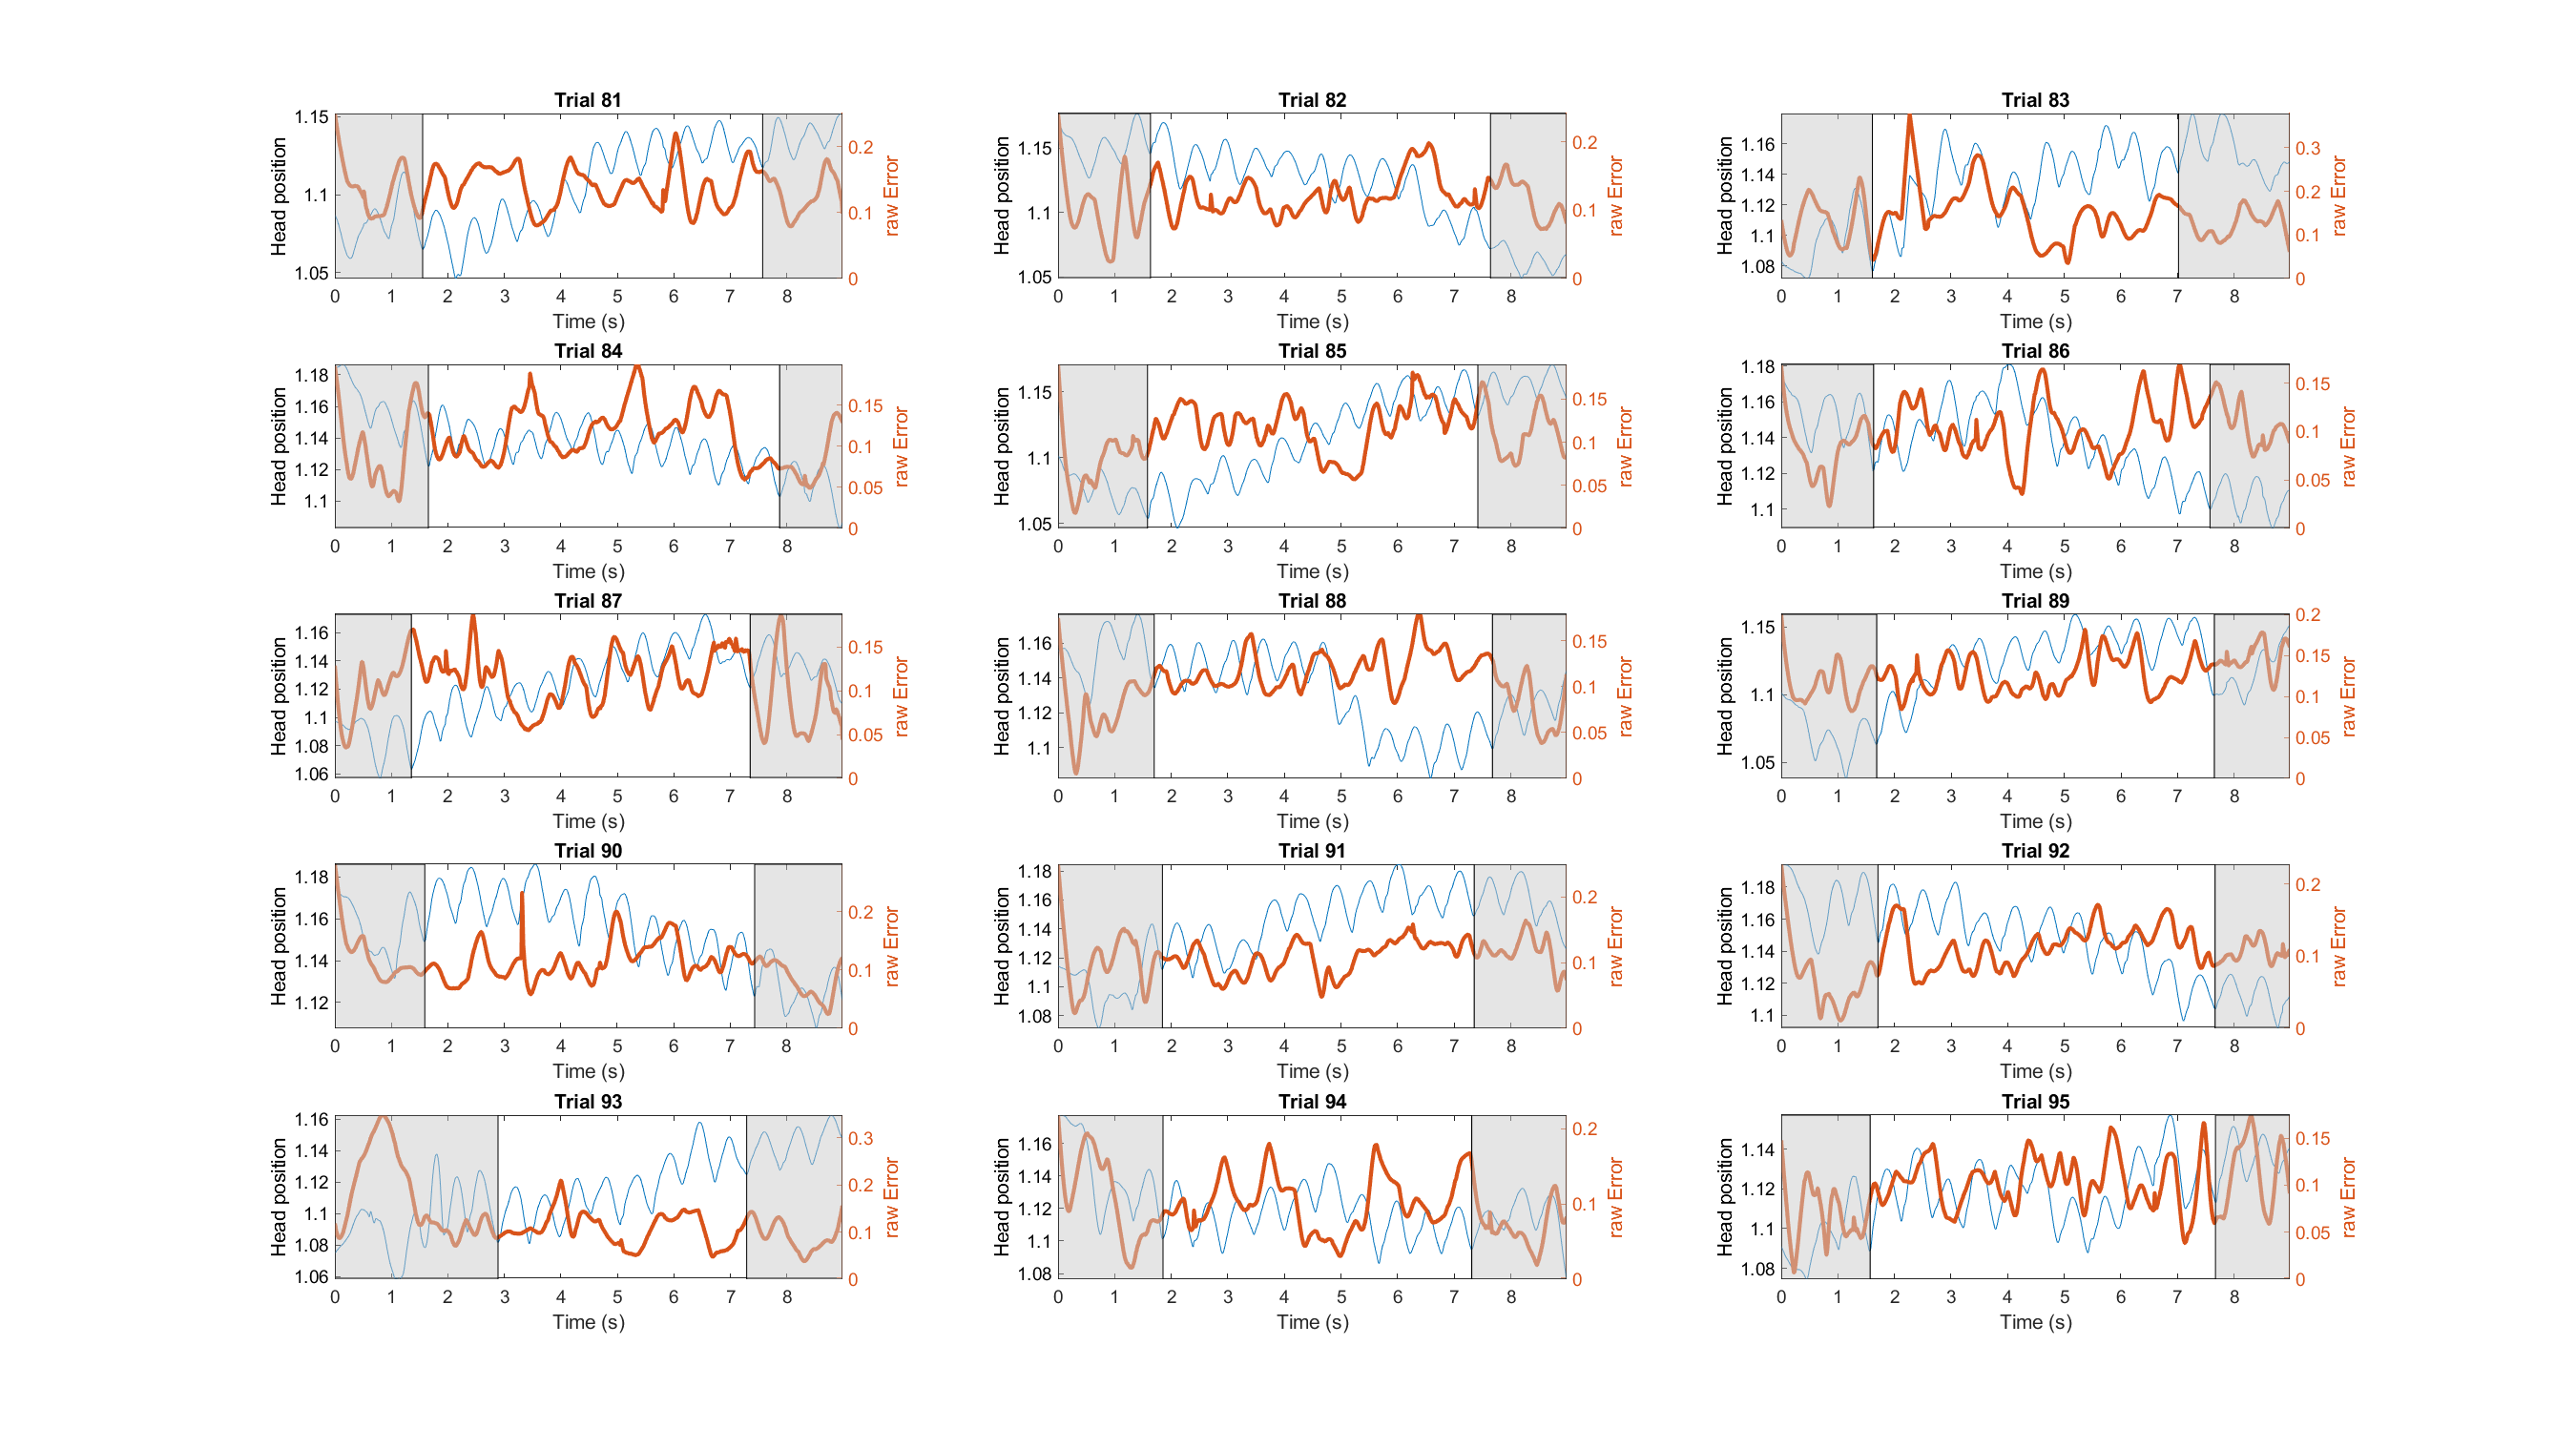 Trial 81
Head position
1.15
1.1
1.05
0.2
0.1
0
raw Error
0 1 2 3 4 5 6 7 8
Time (s)
Trial 82
Head position
1.15
1.1
1.05
0.2
0.1
0
raw Error
0 1 2 3 4 5 6 7 8
Time (s)
Trial 83
Head position
1.16
1.14
1.12
1.1
1.08
0.3
0.2
0.1
0
raw Error
0 1 2 3 4 5 6 7 8
Time (s)
Trial 84
Head position
1.18
1.16
1.14
1.12
1.1
0.15
0.1
0.05
0
raw Error
0 1 2 3 4 5 6 7 8
Time (s)
Trial 85
Head position
1.15
1.1
1.05
0.15
0.1
0.05
0
raw Error
0 1 2 3 4 5 6 7 8
Time (s)
Trial 86
Head position
1.18
1.16
1.14
1.12
1.1
0.15
0.1
0.05
0
raw Error
0 1 2 3 4 5 6 7 8
Time (s)
Trial 87
Head position
1.16
1.14
1.12
1.1
1.08
1.06
0.15
0.1
0.05
0
raw Error
0 1 2 3 4 5 6 7 8
Time (s)
Trial 88
Head position
1.16
1.14
1.12
1.1
0.15
0.1
0.05
0
raw Error
0 1 2 3 4 5 6 7 8
Time (s)
Trial 89
Head position
1.15
1.1
1.05
0.2
0.15
0.1
0.05
0
raw Error
0 1 2 3 4 5 6 7 8
Time (s)
Trial 90
Head position
1.18
1.16
1.14
1.12
0.2
0.1
0
raw Error
0 1 2 3 4 5 6 7 8
Time (s)
Trial 91
Head position
1.18
1.16
1.14
1.12
1.1
1.08
0.2
0.1
0
raw Error
0 1 2 3 4 5 6 7 8
Time (s)
Trial 92
Head position
1.18
1.16
1.14
1.12
1.1
0.2
0.1
0
raw Error
0 1 2 3 4 5 6 7 8
Time (s)
Trial 93
Head position
1.16
1.14
1.12
1.1
1.08
1.06
0.3
0.2
0.1
0
raw Error
0 1 2 3 4 5 6 7 8
Time (s)
Trial 94
Head position
1.16
1.14
1.12
1.1
1.08
0.2
0.1
0
raw Error
0 1 2 3 4 5 6 7 8
Time (s)
Trial 95
Head position
1.14
1.12
1.1
1.08
0.15
0.1
0.05
0
raw Error
0 1 2 3 4 5 6 7 8
Time (s)